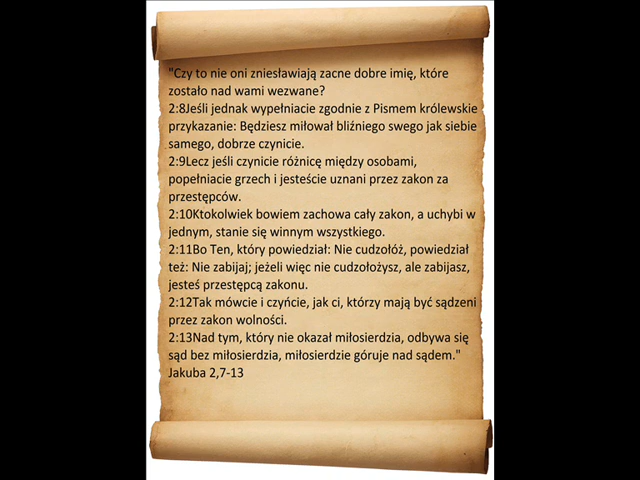 "Czy to nie oni zniesławiają zacne dobre imię, które
zostało nad wami wezwane?
2:8Jeśli jednak wypełniacie zgodnie z Pismem królewskie
przykazanie: Będziesz miłował bliźniego swego jak siebie
samego, dobrze czynicie.
2:9Lecz jeśli czynicie różnicę między osobami,
popełniacie grzech i jesteście uznani przez zakon za
przestępców.
2:10Ktokolwiek bowiem zachowa cały zakon, a uchybi w
jednym, stanie się winnym wszystkiego.
2:11Bo Ten, który powiedział: Nie cudzołóż, powiedział
też: Nie zabijaj; jeżeli więc nie cudzołożysz, ale zabijasz,
jesteś przestępcą zakonu.
2:12Tak mówcie i czyńcie, jak ci, którzy mają być sądzeni
przez zakon wolności.
2:13Nad tym, który nie okazał miłosierdzia, odbywa się
sąd bez miłosierdzia, miłosierdzie góruje nad sądem."
Jakuba 2,7-13